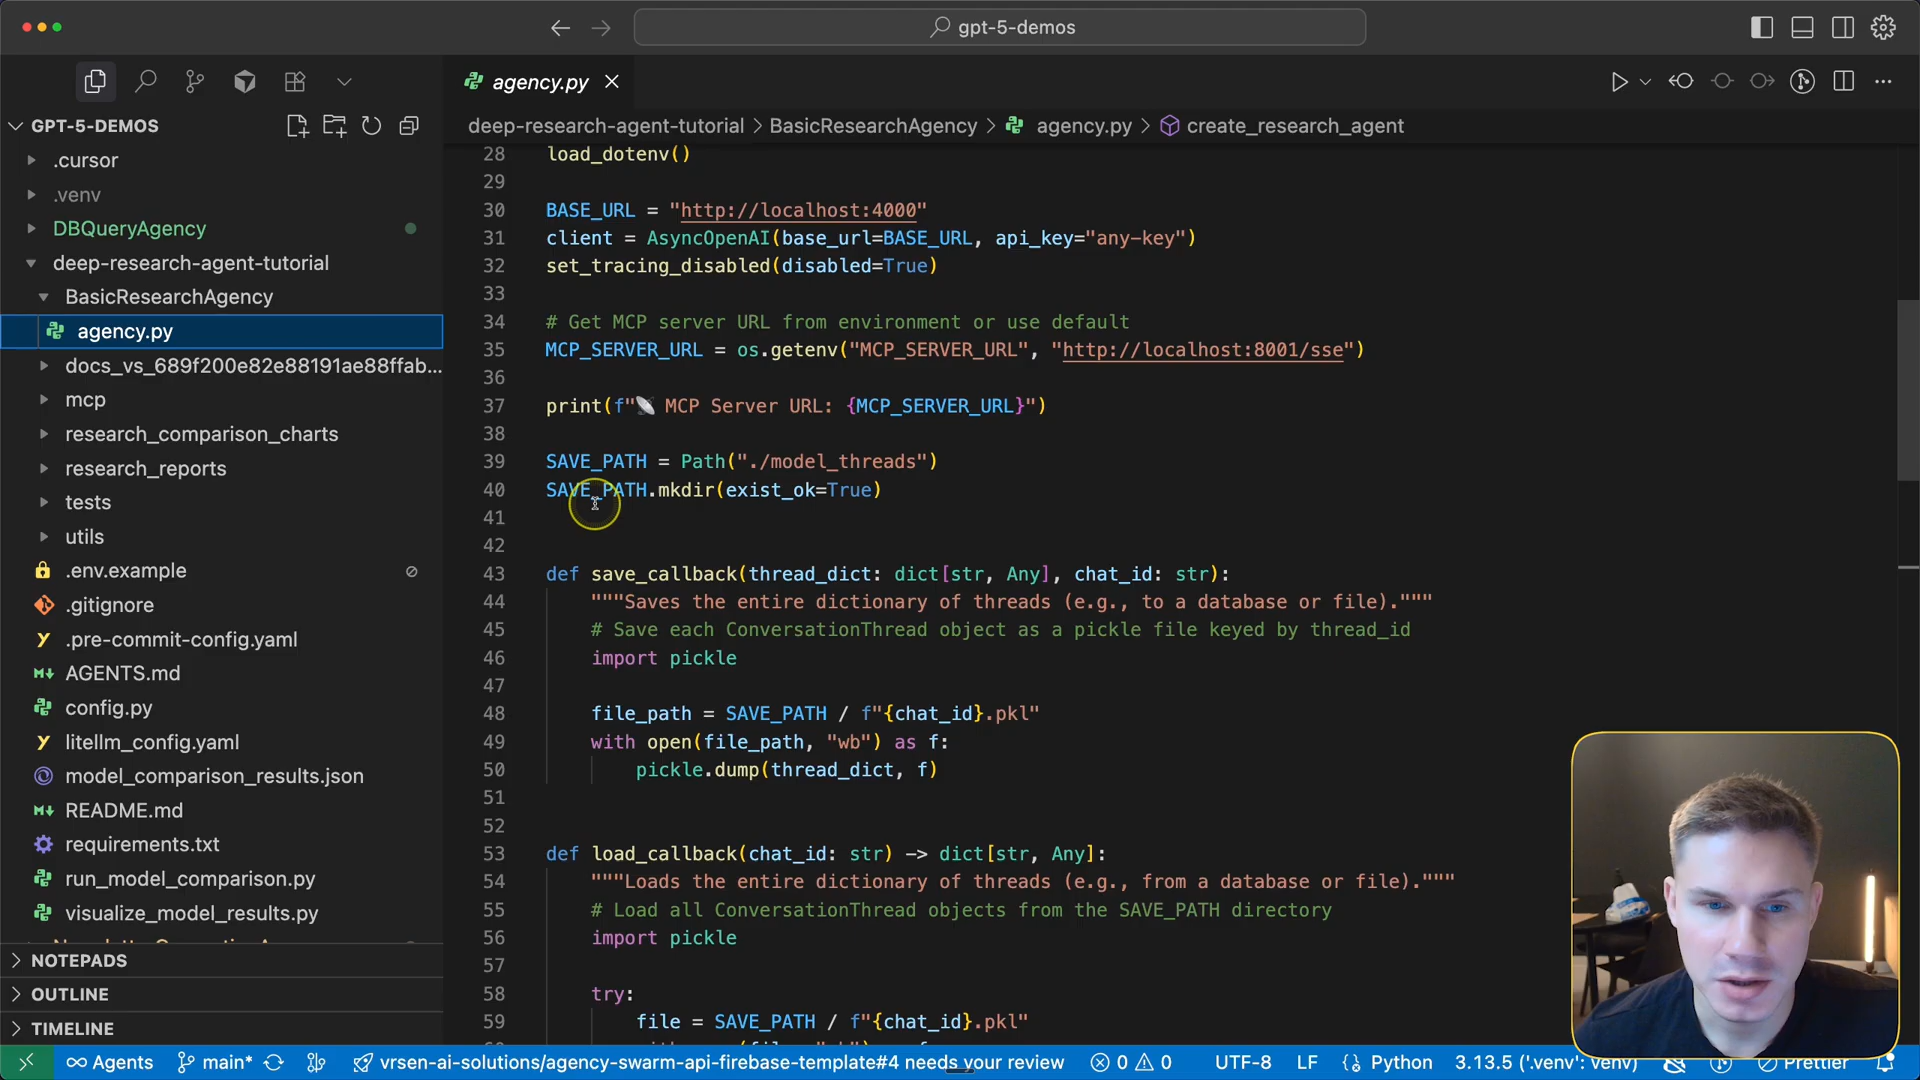 gpt-5-demos
agency.py
GPT-5-DEMOS
deep-research-agent-tutorial > BasicResearchAgency > agency.py > create_research_agent
.cursor
.venv
DBQueryAgency
deep-research-agent-tutorial
BasicResearchAgency
agency.py
docs_vs_689f200e82e88191ae88ffab...
mcp
research_comparison_charts
research_reports
tests
utils
.env.example
.gitignore
.pre-commit-config.yaml
AGENTS.md
config.py
litellm_config.yaml
model_comparison_results.json
README.md
requirements.txt
run_model_comparison.py
visualize_model_results.py
NOTEPADS
OUTLINE
TIMELINE
28 load_dotenv()
29
30 BASE_URL = "http://localhost:4000"
31 client = AsyncOpenAI(base_url=BASE_URL, api_key="any-key")
32 set_tracing_disabled(disabled=True)
33
34 # Get MCP server URL from environment or use default
35 MCP_SERVER_URL = os.getenv("MCP_SERVER_URL", "http://localhost:8001/sse")
36
37 print(f"📡 MCP Server URL: {MCP_SERVER_URL}")
38
39 SAVE_PATH = Path("./model_threads")
40 SAVE_PATH.mkdir(exist_ok=True)
41
42
43 def save_callback(thread_dict: dict[str, Any], chat_id: str):
44 """Saves the entire dictionary of threads (e.g., to a database or file)."""
45 # Save each ConversationThread object as a pickle file keyed by thread_id
46 import pickle
47
48 file_path = SAVE_PATH / f"{chat_id}.pkl"
49 with open(file_path, "wb") as f:
50 pickle.dump(thread_dict, f)
51
52
53 def load_callback(chat_id: str) -> dict[str, Any]:
54 """Loads the entire dictionary of threads (e.g., from a database or file)."""
55 # Load all ConversationThread objects from the SAVE_PATH directory
56 import pickle
57
58 try:
59 file = SAVE_PATH / f"{chat_id}.pkl"
Agents main* vrsen-ai-solutions/agency-swarm-api-firebase-template#4 needs your review 0 0 UTF-8 LF Python 3.13.5 ('.venv': venv) Prettier